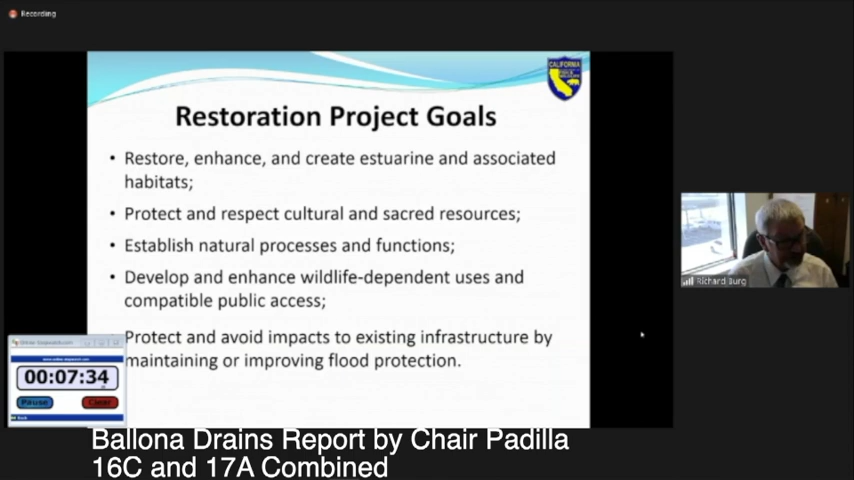 Recording
CALIFORNIA
Restoration Project Goals
• Restore, enhance, and create estuarine and associated
habitats;
• Protect and respect cultural and sacred resources;
• Establish natural processes and functions;
• Develop and enhance wildlife-dependent uses and
compatible public access;
Protect and avoid impacts to existing infrastructure by
maintaining or improving flood protection.
00:07:34
Pause
Clear
Richard Burg
Ballona Drains Report by Chair Padilla
16C and 17A Combined